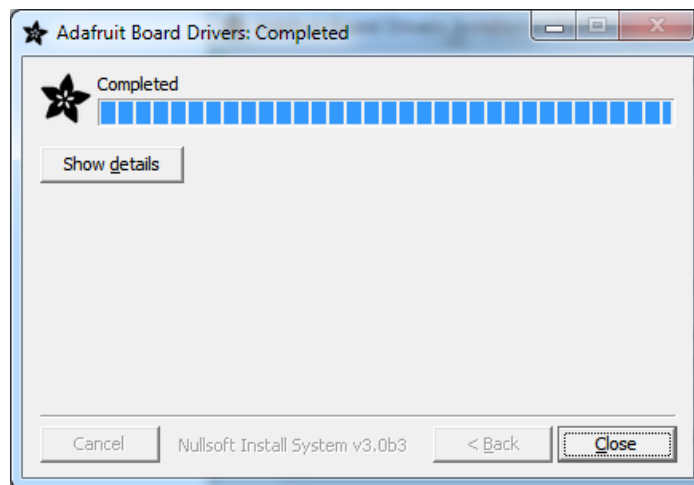 Adafruit Board Drivers: Completed
Completed
Show details
Cancel Nullsoft Install System v3.0b3 < Back Close